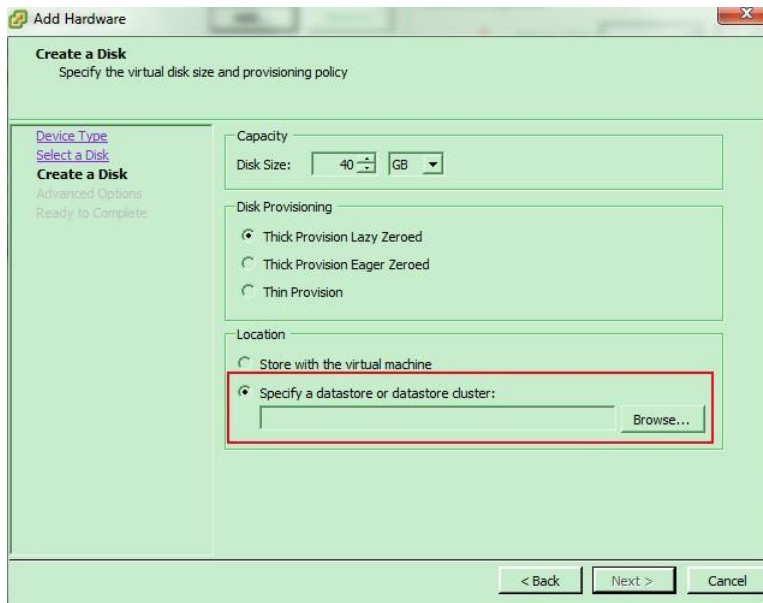 Add Hardware
Create a Disk
Specify the virtual disk size and provisioning policy
Device Type
Select a Disk
Create a Disk
Advanced Options
Ready to Complete
Capacity
Disk Size: 40 GB
Disk Provisioning
Thick Provision Lazy Zeroed
Thick Provision Eager Zeroed
Thin Provision
Location
Store with the virtual machine
Specify a datastore or datastore cluster:
Browse...
< Back Next > Cancel